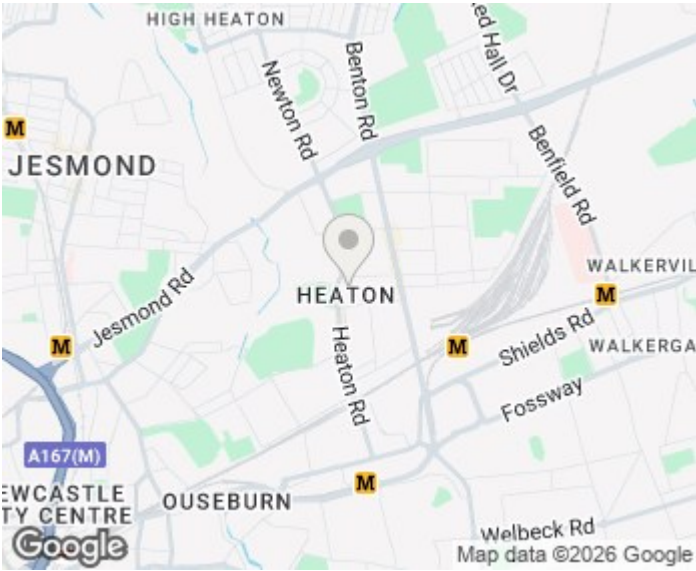 HIGH HEATON
Newton Rd
Benton Rd
ed Hall Dr
Benfield Rd
M
JESMOND
Jesmond Rd
HEATON
Heaton Rd
WALKERVIL
M
M
M
Shields Rd
WALKERGA
Fossway
A167(M)
M
EWCASTLE
TY CENTRE
OUSEBURN
Welbeck Rd
Google
Map data ©2026 Google